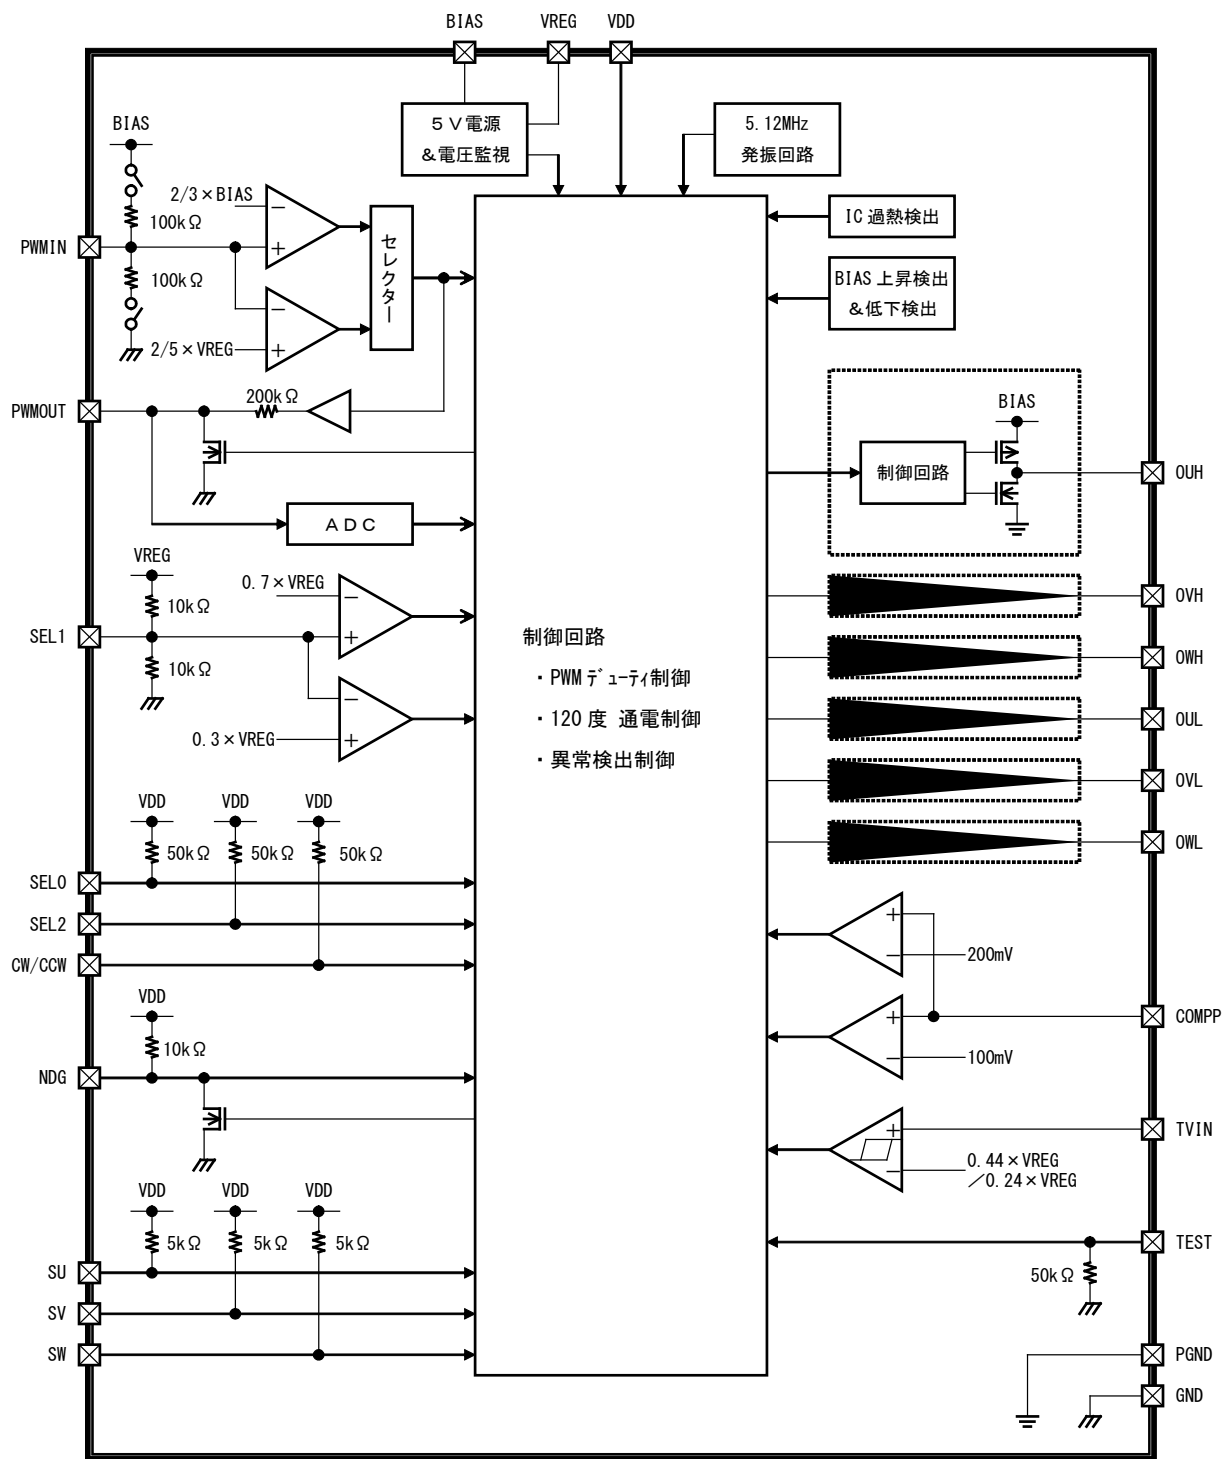 BIAS VREG VDD
BIAS
5V電源
&電圧監視
5.12MHz
発振回路
2/3×BIAS
100kΩ
PWMIN
100kΩ
2/5×VREG
セレクター
IC過熱検出
BIAS上昇検出
&低下検出
PWMOUT
200kΩ
ADC
BIAS
制御回路
OUH
VREG
10kΩ
0.7×VREG
SEL1
10kΩ
0.3×VREG
制御回路
・PWMデューティ制御
・120度 通電制御
・異常検出制御
OVH
OWH
OUL
OVL
OWL
VDD VDD VDD
50kΩ 50kΩ 50kΩ
SEL0
SEL2
CW/CCW
200mV
COMPP
100mV
VDD
10kΩ
NDG
TVIN
0.44×VREG
/0.24×VREG
VDD VDD VDD
5kΩ 5kΩ 5kΩ
SU
SV
SW
TEST
50kΩ
PGND
GND